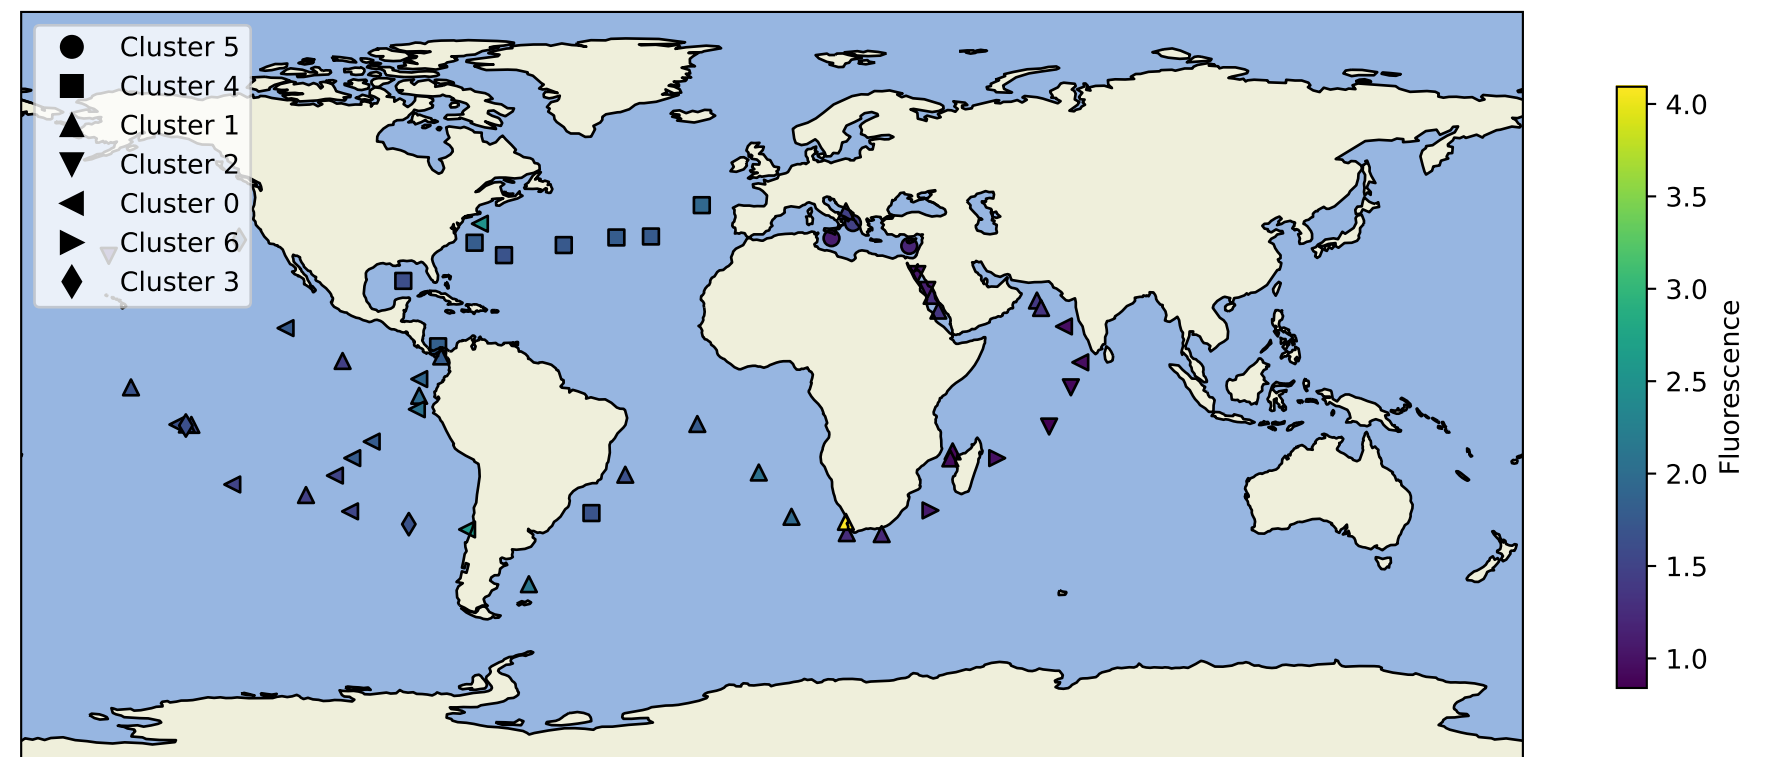 Cluster 5
Cluster 4
Cluster 1
Cluster 2
Cluster 0
Cluster 6
Cluster 3
4.0
3.5
3.0
2.5
2.0
1.5
1.0
Fluorescence